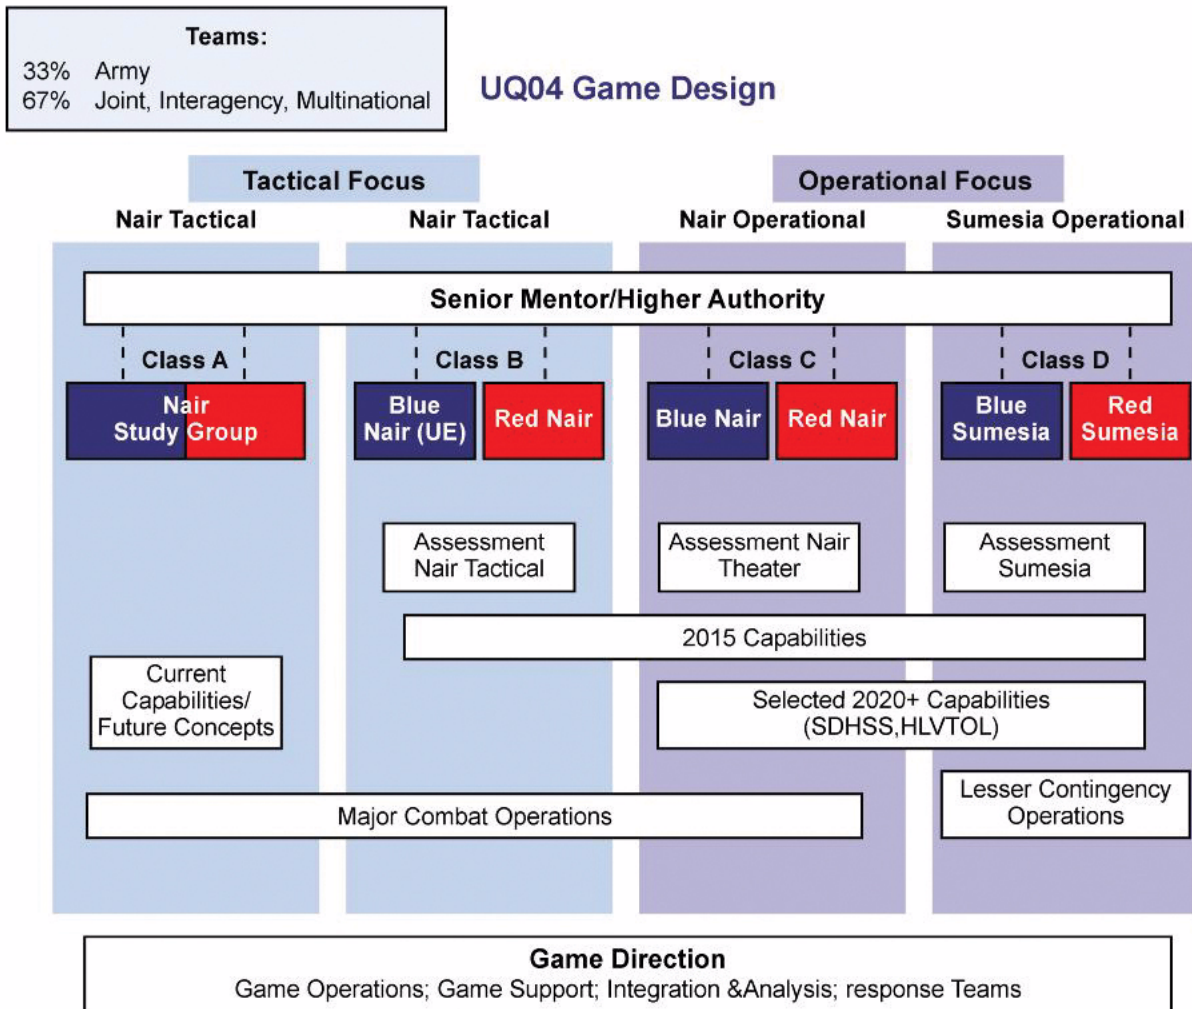 Teams:
33% Army
67% Joint, Interagency, Multinational
UQ04 Game Design
Tactical Focus
Operational Focus
Nair Tactical
Nair Tactical
Nair Operational
Sumesia Operational
Senior Mentor/Higher Authority
Class A
Class B
Class C
Class D
Nair
Study Group
Blue
Nair (UE)
Red Nair
Blue Nair
Red Nair
Blue
Sumesia
Red
Sumesia
Assessment
Nair Tactical
Assessment Nair
Theater
Assessment
Sumesia
2015 Capabilities
Current
Capabilities/
Future Concepts
Selected 2020+ Capabilities
(SDHSS,HLVTOL)
Lesser Contingency
Operations
Major Combat Operations
Game Direction
Game Operations; Game Support; Integration &Analysis; response Teams